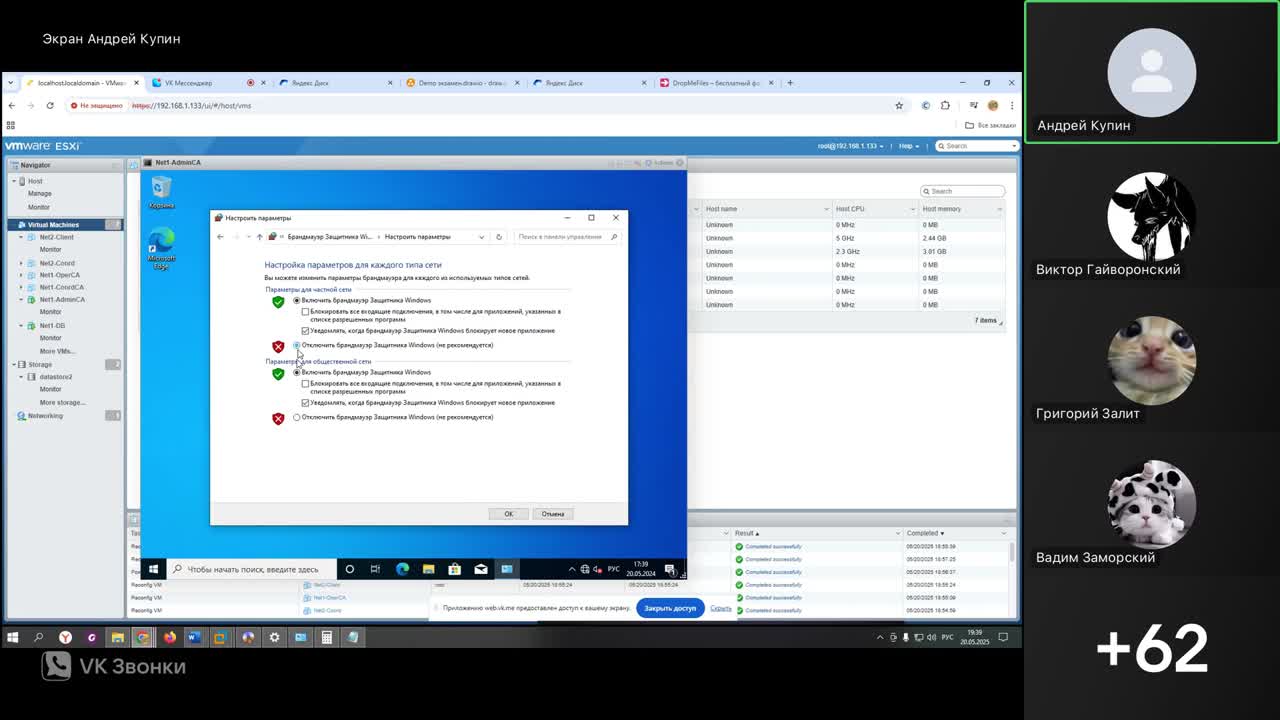 Экран Андрей Купин
localhost.localdomain - VMwa
VK Мессенджер
Яндекс Диск
Demo экзамен.drawio - draw
Яндекс Диск
DropMeFiles – бесплатный ф
Не защищено
https://192.168.1.133/ui/#/host/vms
Все закладки
vmware ESXi
root@192.168.1.133
Help
Search
Navigator
Host
Manage
Monitor
Virtual Machines
Net2-Client
Monitor
Net2-Coord
Net1-OperCA
Net1-CoordCA
Net1-AdminCA
Monitor
Net1-DB
Monitor
More VMs...
Storage
datastore2
Monitor
More storage...
Networking
Net1-AdminCA
Actions
Корзина
Microsoft Edge
Настроить параметры
Брандмауэр Защитника Wi...
Настроить параметры
Поиск в панели управления
Настройка параметров для каждого типа сети
Вы можете изменить параметры брандмауэра для каждого из используемых типов сетей.
Параметры для частной сети
Включить брандмауэр Защитника Windows
Блокировать все входящие подключения, в том числе для приложений, указанных в
списке разрешенных программ
Уведомлять, когда брандмауэр Защитника Windows блокирует новое приложение
Отключить брандмауэр Защитника Windows (не рекомендуется)
Параметры для общественной сети
Включить брандмауэр Защитника Windows
Блокировать все входящие подключения, в том числе для приложений, указанных в
списке разрешенных программ
Уведомлять, когда брандмауэр Защитника Windows блокирует новое приложение
Отключить брандмауэр Защитника Windows (не рекомендуется)
OK
Отмена
Чтобы начать поиск, введите здесь
РУС
17:39
20.05.2024
Search
Host name
Host CPU
Host memory
Unknown
0 MHz
0 MB
Unknown
5 GHz
2.44 GB
Unknown
2.3 GHz
3.01 GB
Unknown
0 MHz
0 MB
Unknown
0 MHz
0 MB
Unknown
0 MHz
0 MB
Unknown
0 MHz
0 MB
7 items
Result
Completed
Completed successfully
05/20/2025 18:58:39
Completed successfully
05/20/2025 18:57:25
Completed successfully
05/20/2025 18:56:37
Completed successfully
05/20/2025 18:55:24
Completed successfully
05/20/2025 18:55:09
Completed successfully
05/20/2025 18:54:59
Reconfig VM
Net2-Client
Reconfig VM
Net1-OperCA
Reconfig VM
Net2-Coord
Приложению web.vk.me предоставлен доступ к вашему экрану.
Закрыть доступ
Скрыть
РУС
19:39
20.05.2025
VK Звонки
Андрей Купин
Виктор Гайворонский
Григорий Залит
Вадим Заморский
+62